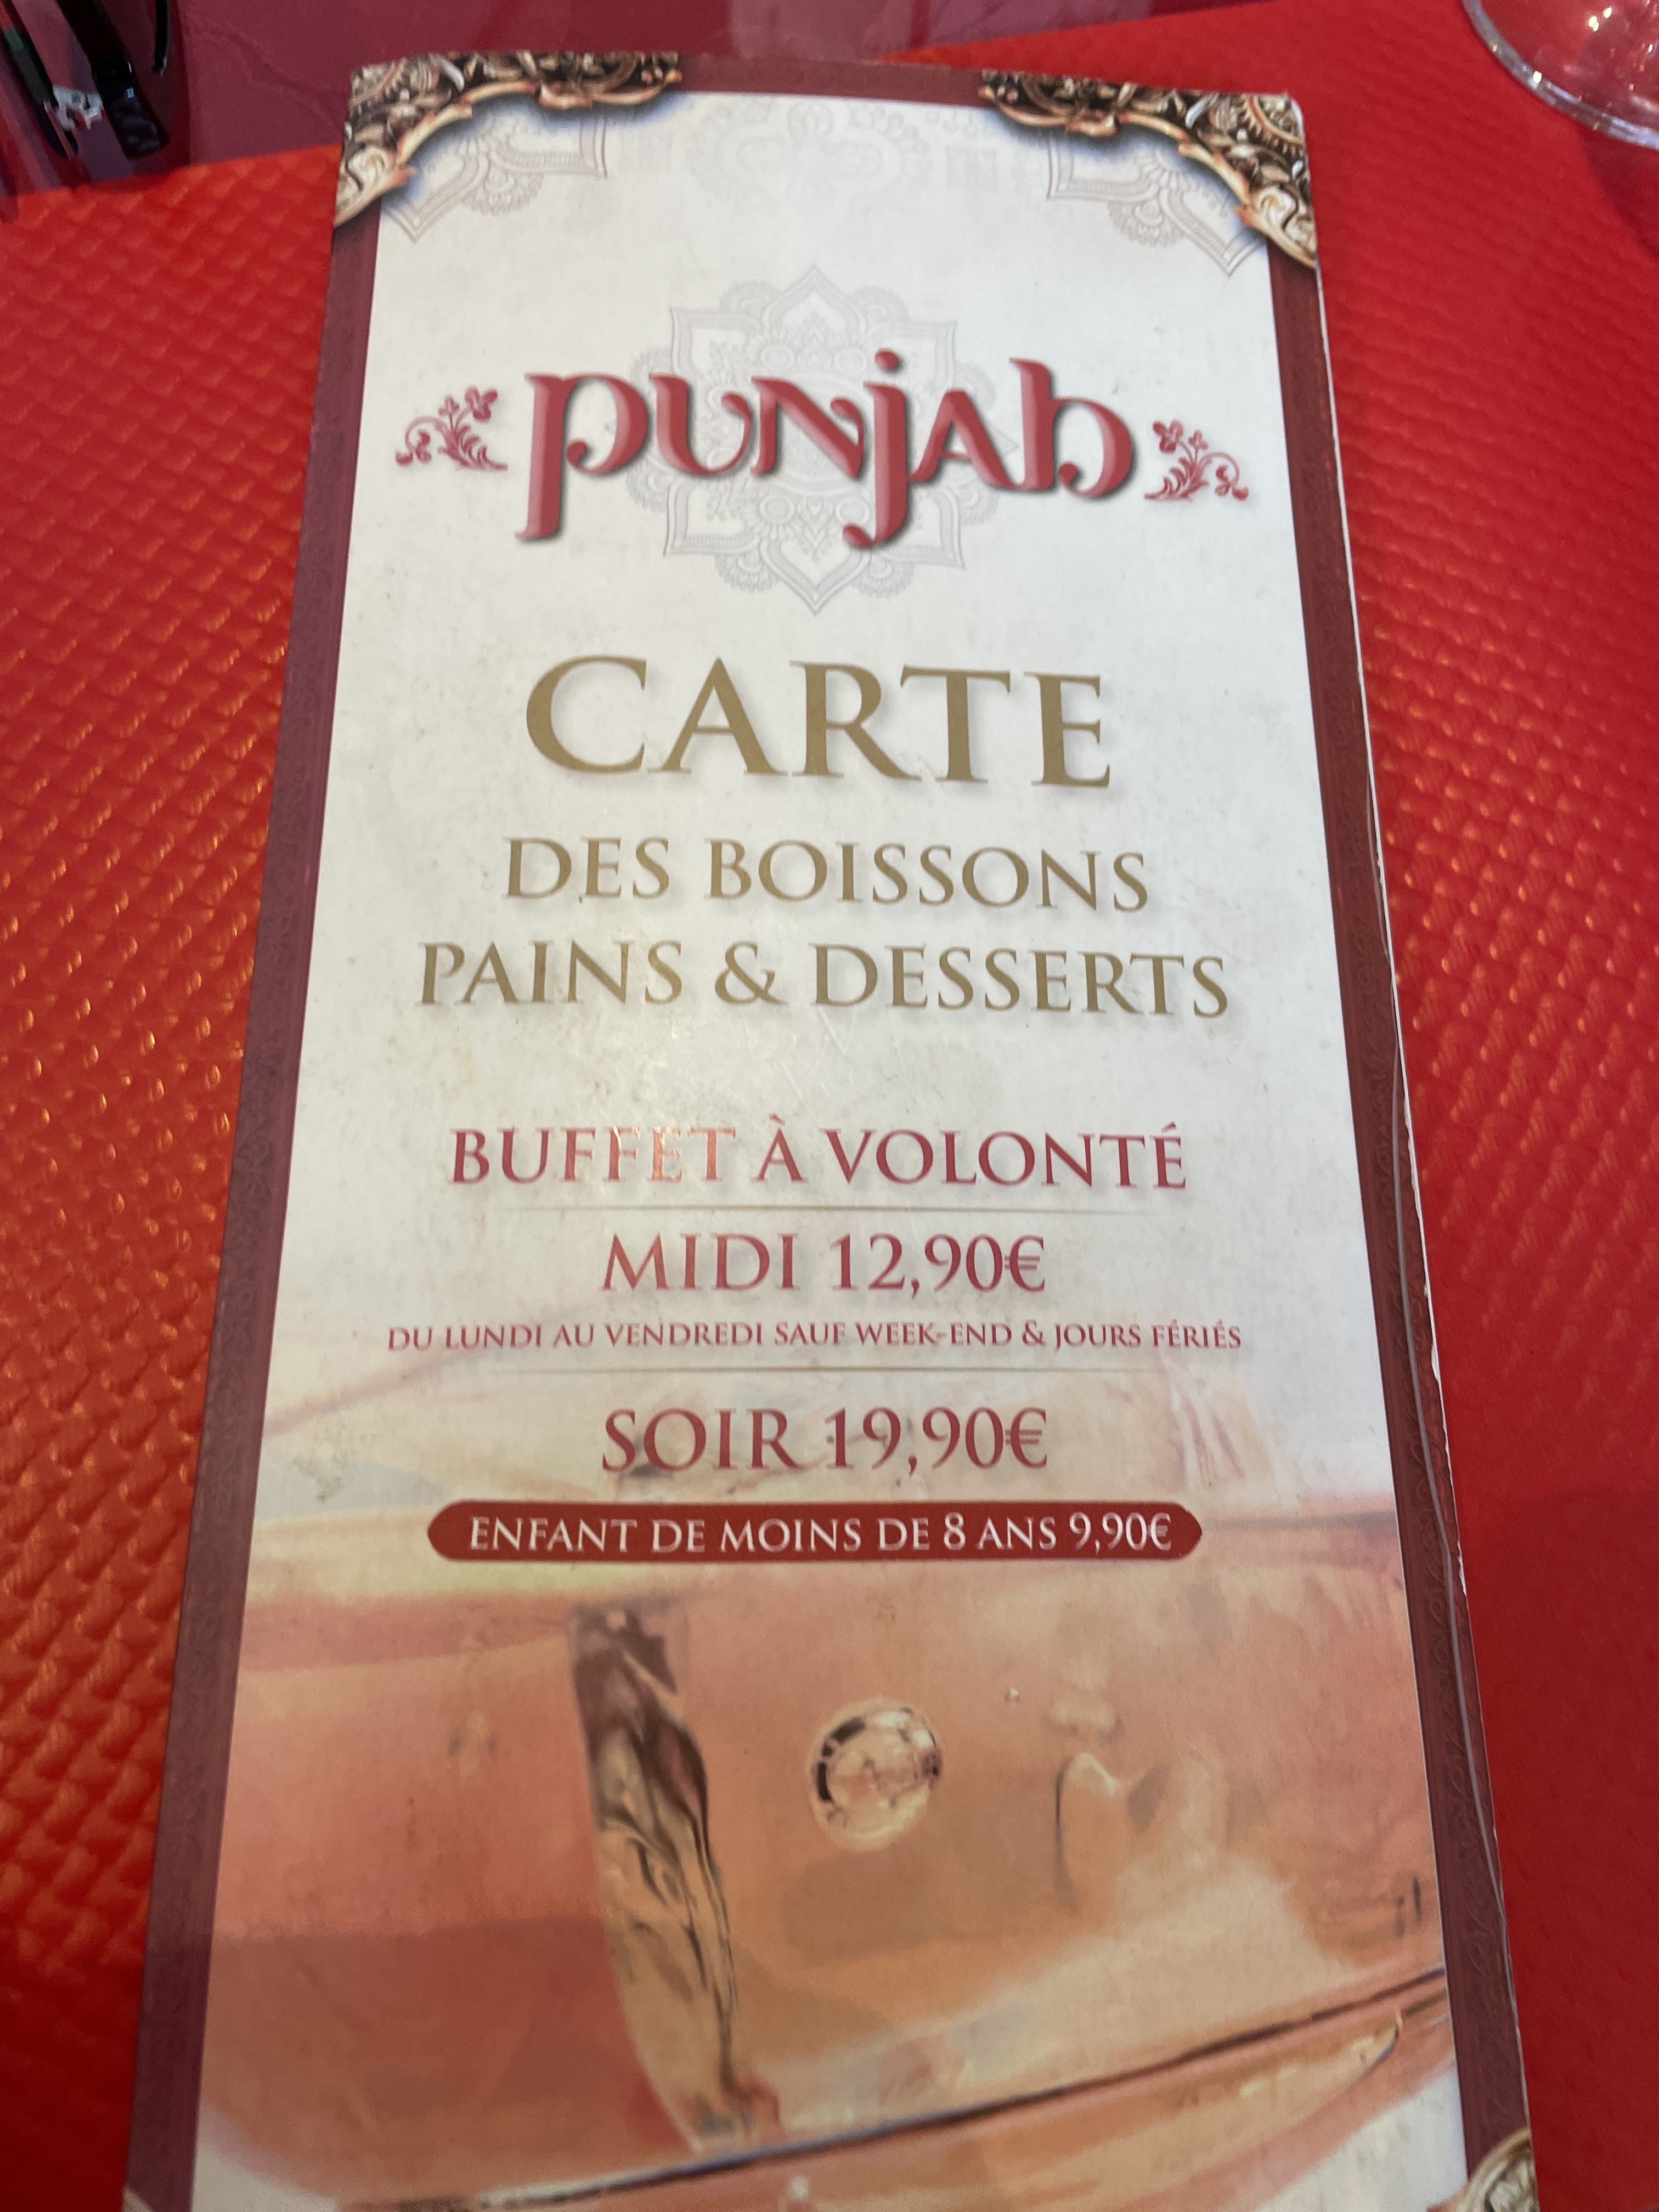 punjab
CARTE
DES BOISSONS
PAINS & DESSERTS
BUFFET À VOLONTÉ
MIDI 12,90€
DU LUNDI AU VENDREDI SAUF WEEK-END & JOURS FÉRIÉS
SOIR 19,90€
ENFANT DE MOINS DE 8 ANS 9,90€